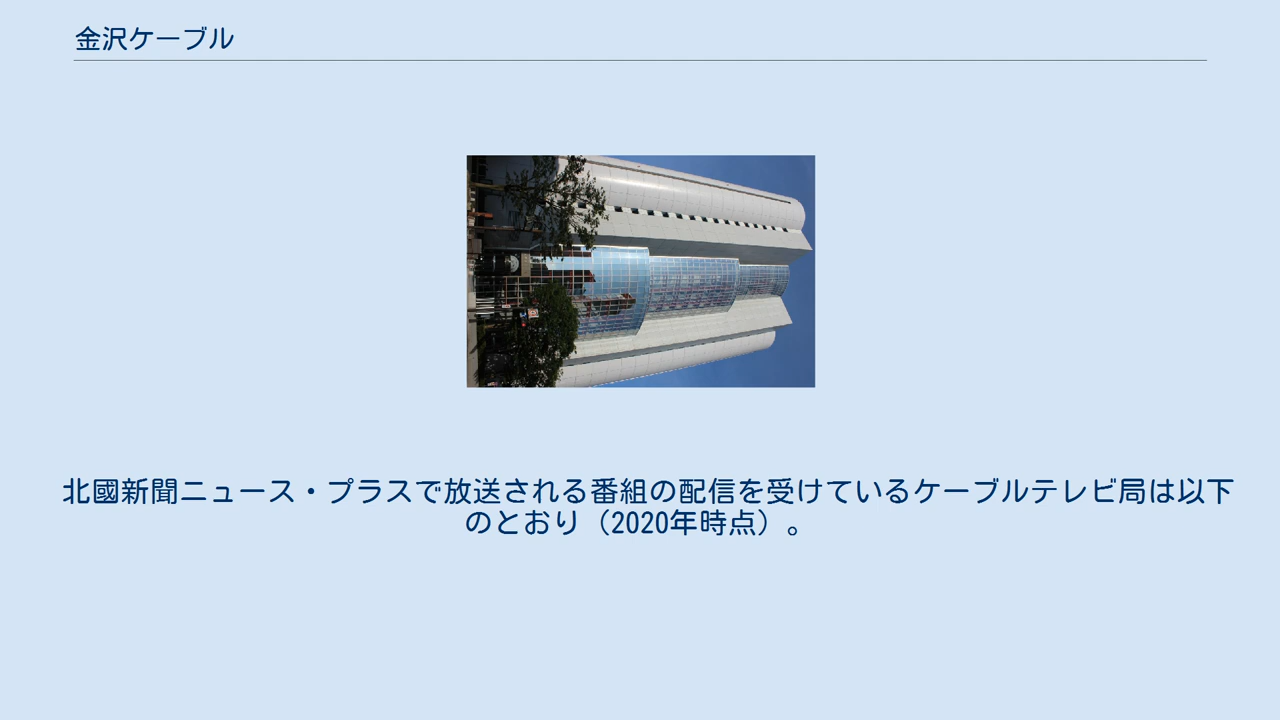 金沢ケーブル
北國新聞ニュース・プラスで放送される番組の配信を受けているケーブルテレビ局は以下
のとおり（2020年時点）。